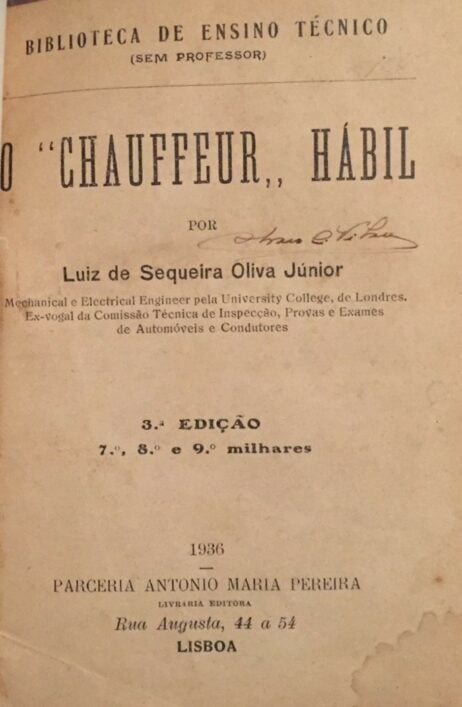 BIBLIOTECA DE ENSINO TÉCNICO
(SEM PROFESSOR)
O “CHAUFFEUR„ HÁBIL
POR
Luiz de Sequeira Oliva Júnior
Mechanical e Electrical Engineer pela University College, de Londres.
Ex-vogal da Comissão Técnica de Inspecção, Provas e Exames
de Automóveis e Condutores
3.ª EDIÇÃO
7.º, 8.º e 9.º milhares
1936
PARCERIA ANTONIO MARIA PEREIRA
LIVRARIA EDITORA
Rua Augusta, 44 a 54
LISBOA